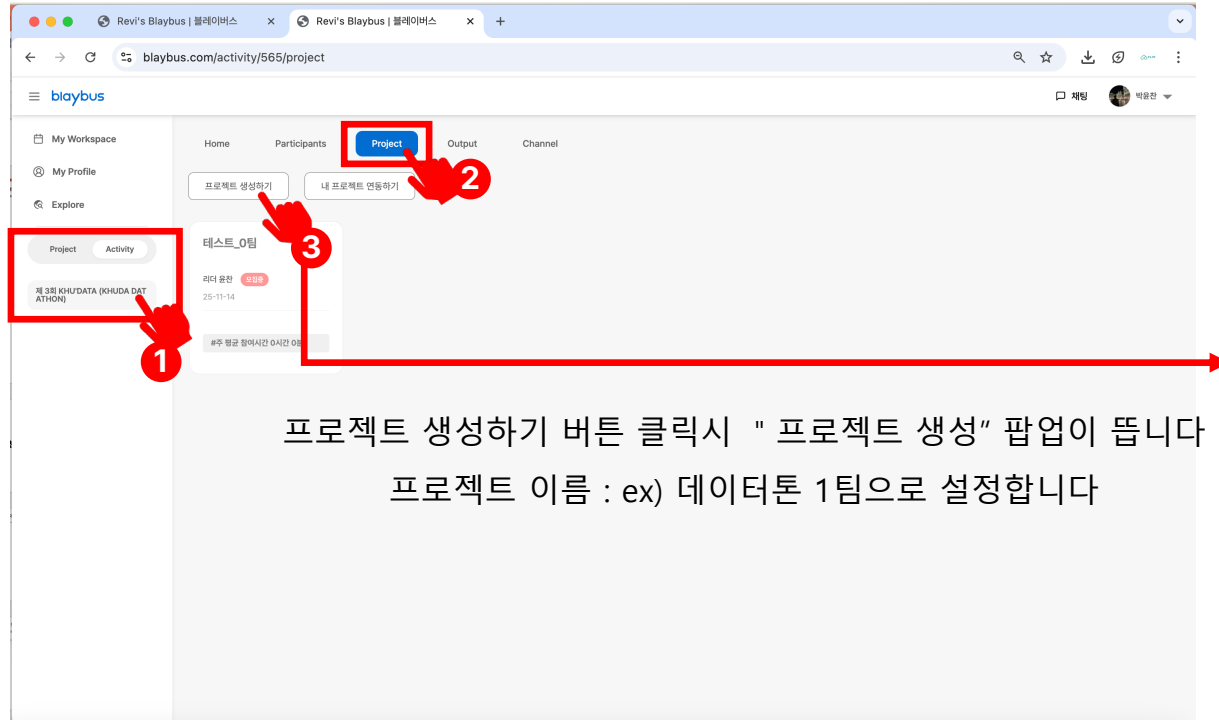 Revi's Blaybus | 블레이버스
Revi's Blaybus | 블레이버스
blaybus.com/activity/565/project
blaybus
채팅
박윤찬
My Workspace
My Profile
Explore
Project Activity
제 3회 KHU'DATA (KHUDA DAT
ATHON)
1
Home Participants Project Output Channel
2
프로젝트 생성하기 내 프로젝트 연동하기
3
테스트_0팀
리더 윤찬 모집중
25-11-14
#주 평균 참여시간 0시간 0분
프로젝트 생성하기 버튼 클릭시 " 프로젝트 생성" 팝업이 뜹니다
프로젝트 이름 : ex) 데이터톤 1팀으로 설정합니다